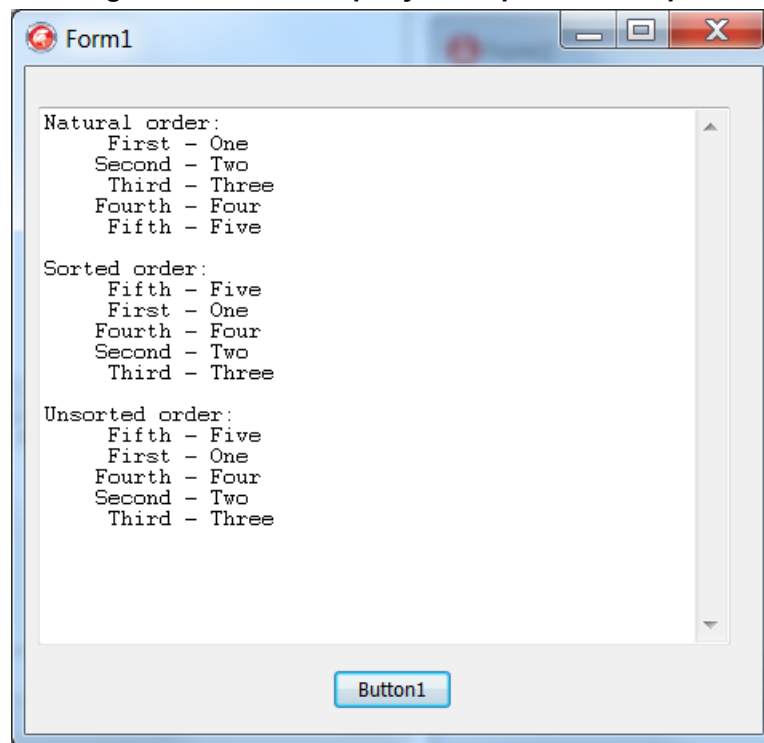 Form1
Natural order:
First - One
Second - Two
Third - Three
Fourth - Four
Fifth - Five
Sorted order:
Fifth - Five
First - One
Fourth - Four
Second - Two
Third - Three
Unsorted order:
Fifth - Five
First - One
Fourth - Four
Second - Two
Third - Three
Button1